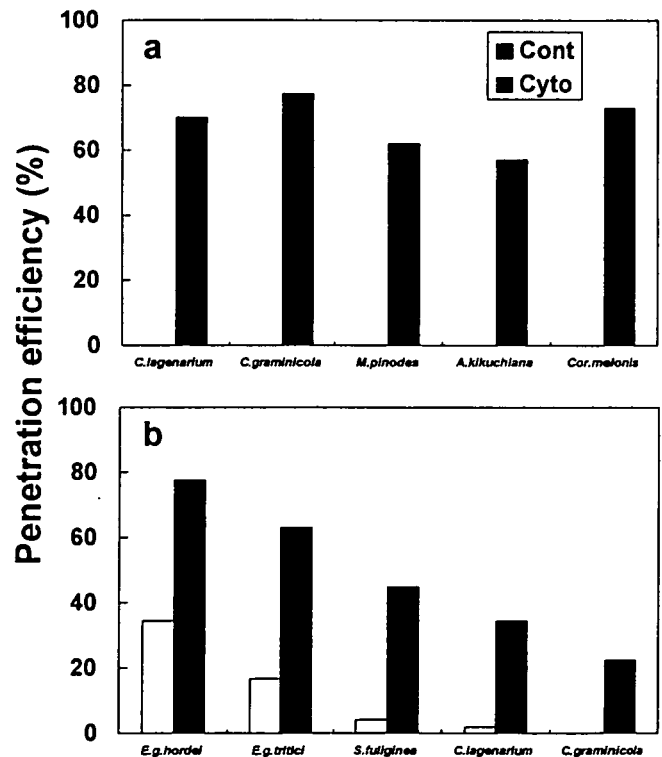 a
Cont
Cyto
Penetration efficiency (%)
100
80
60
40
20
0
C.lagenarium C.graminicola M.pinodes A.kikuchiana Cor.melonis
b
100
80
60
40
20
0
E.g.hordei E.g.tritici S.fuliginea C.lagenarium C.graminicola